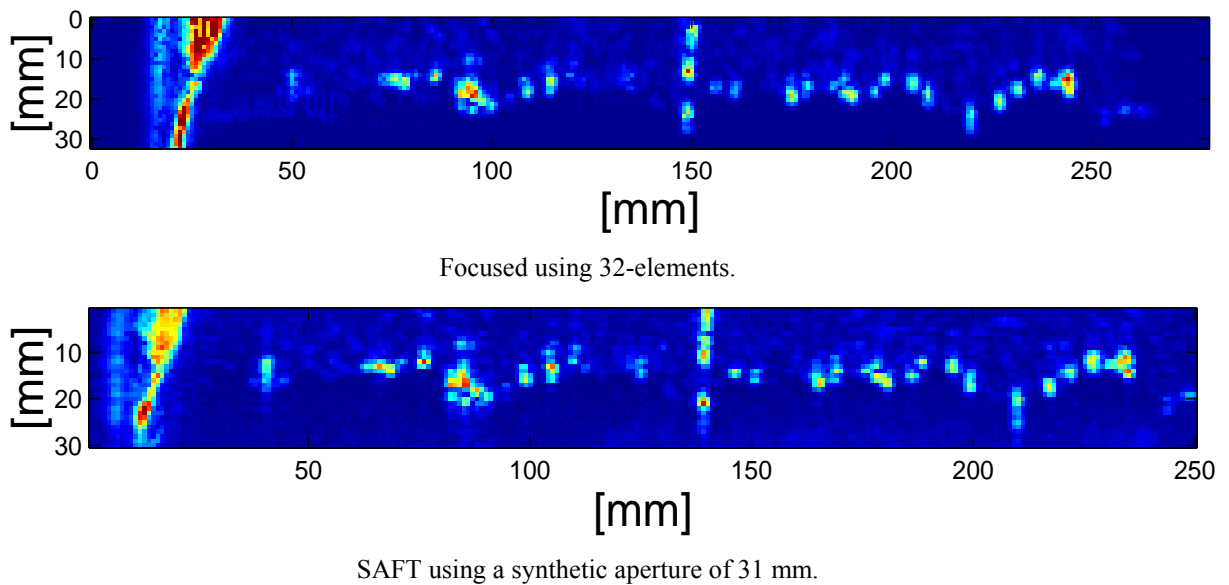 0
10
20
30
[mm]
0 50 100 150 200 250
[mm]
Focused using 32-elements.
10
20
30
[mm]
50 100 150 200 250
[mm]
SAFT using a synthetic aperture of 31 mm.